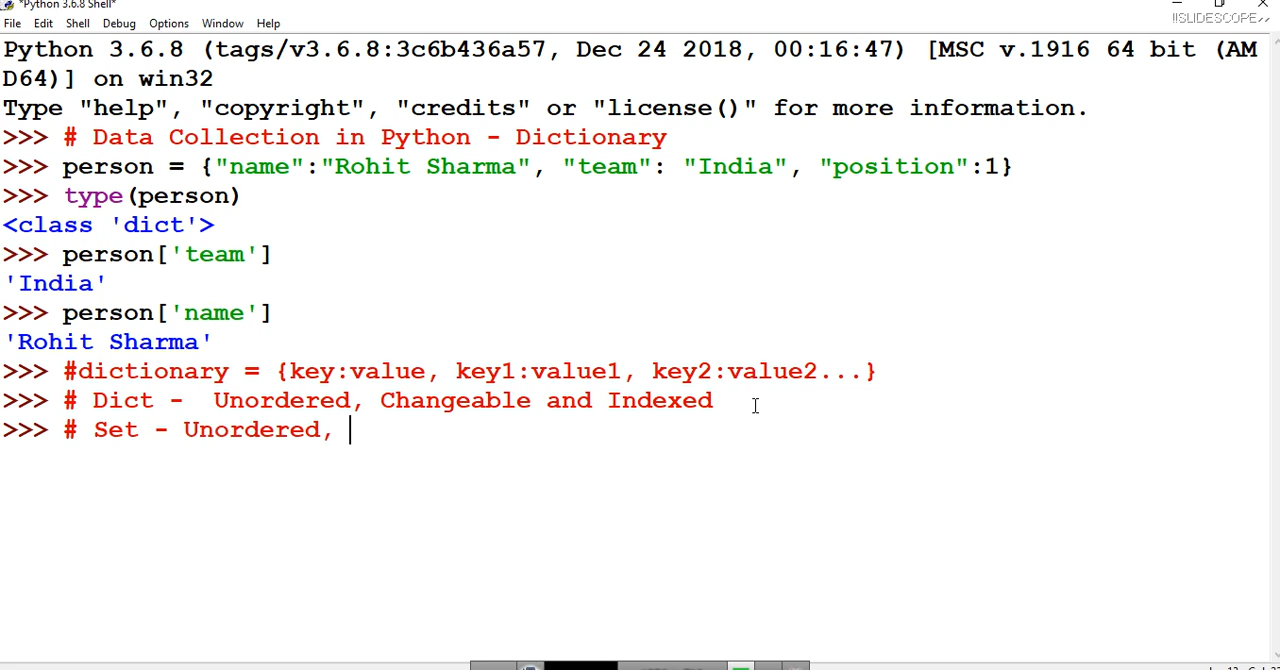 *Python 3.6.8 Shell*
File Edit Shell Debug Options Window Help
!!SLIDESCOPE
Python 3.6.8 (tags/v3.6.8:3c6b436a57, Dec 24 2018, 00:16:47) [MSC v.1916 64 bit (AM
D64)] on win32
Type "help", "copyright", "credits" or "license()" for more information.
>>> # Data Collection in Python - Dictionary
>>> person = {"name":"Rohit Sharma", "team": "India", "position":1}
>>> type(person)
<class 'dict'>
>>> person['team']
'India'
>>> person['name']
'Rohit Sharma'
>>> #dictionary = {key:value, key1:value1, key2:value2...}
>>> # Dict -  Unordered, Changeable and Indexed
>>> # Set - Unordered,